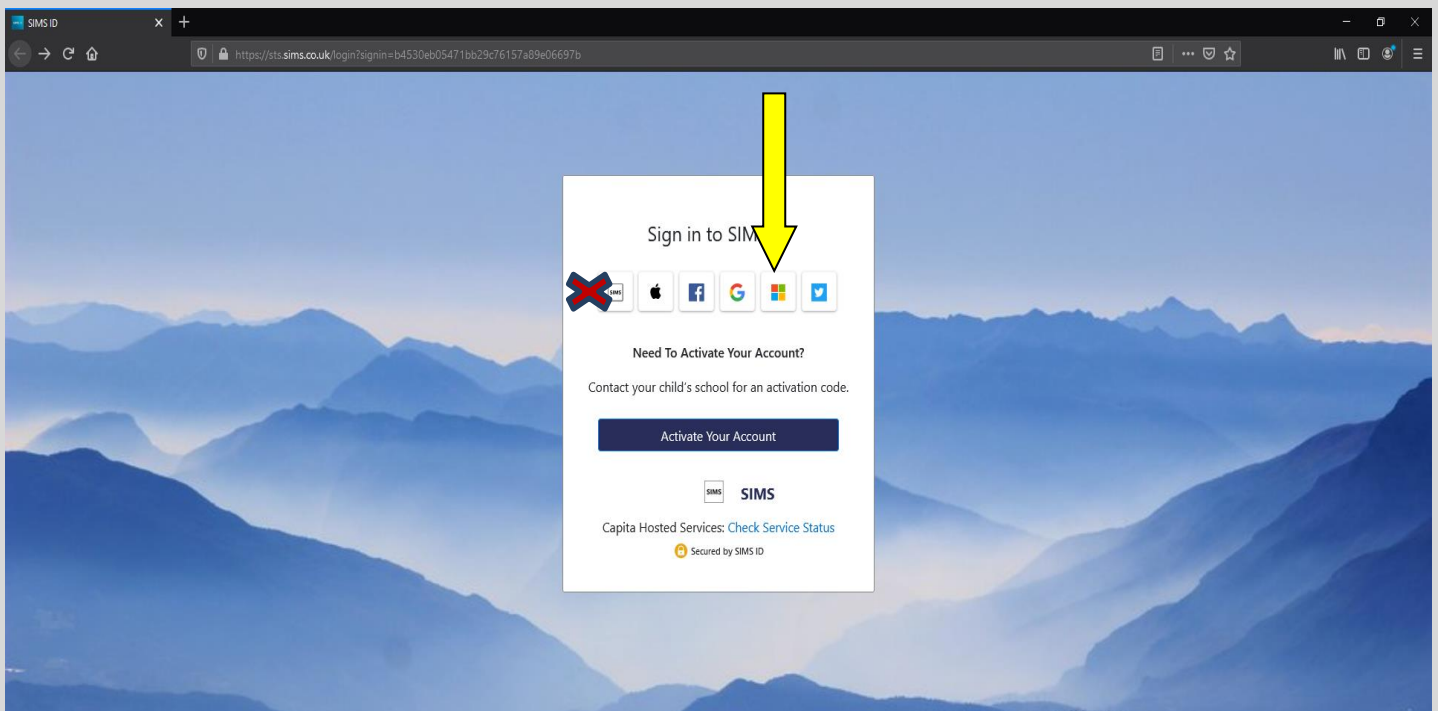 SIMS ID
https://sts.sims.co.uk/login?signin=b4530eb05471bb29c76157a89e06697b
Sign in to SIM
SIMS
Need To Activate Your Account?
Contact your child's school for an activation code.
Activate Your Account
SIMS SIMS
Capita Hosted Services: Check Service Status
Secured by SIMS ID